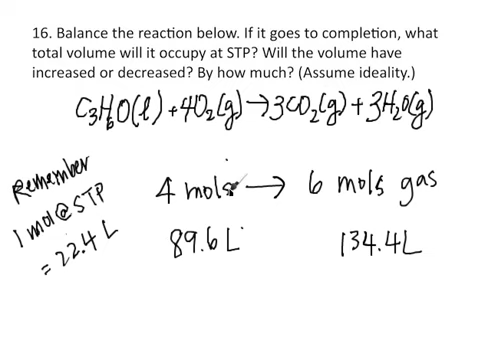 16. Balance the reaction below. If it goes to completion, what
total volume will it occupy at STP? Will the volume have
increased or decreased? By how much? (Assume ideality.)
C₃H₆O(l) + 4O₂(g) → 3CO₂(g) + 3H₂O(g)
Remember
1 mol @ STP
= 22.4 L
4 mols → 6 mols gas
89.6 L 134.4 L